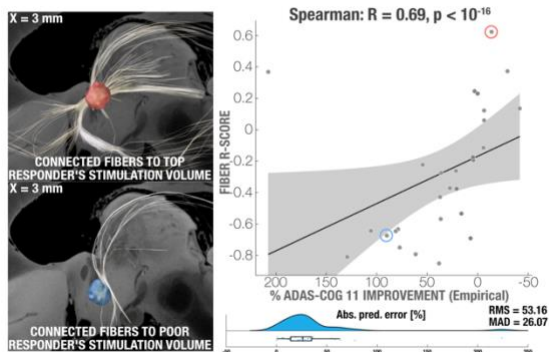 X = 3 mm
CONNECTED FIBERS TO TOP
RESPONDER'S STIMULATION VOLUME
X = 3 mm
CONNECTED FIBERS TO POOR
RESPONDER'S STIMULATION VOLUME
Spearman: R = 0.69, p < 10⁻¹⁶
FIBER R-SCORE
0.6
0.4
0.2
0
-0.2
-0.4
-0.6
-0.8
200 150 100 50 0 -50
% ADAS-COG 11 IMPROVEMENT (Empirical)
Abs. pred. error [%]
RMS = 53.16
MAD = 26.07